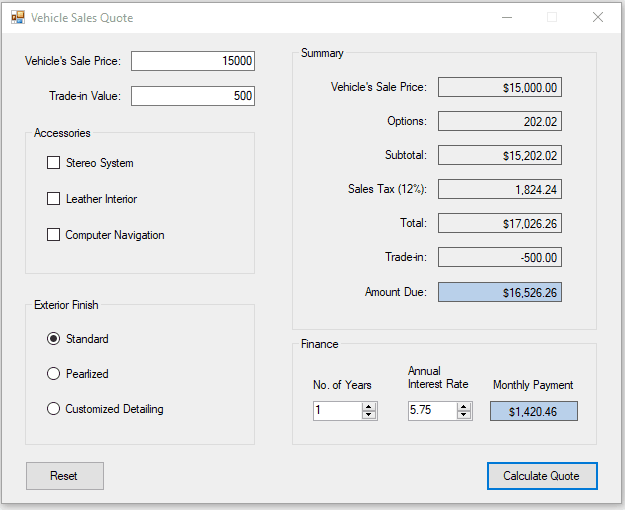 Vehicle Sales Quote
Vehicle's Sale Price: 15000
Trade-in Value: 500
Accessories
Stereo System
Leather Interior
Computer Navigation
Exterior Finish
Standard
Pearlized
Customized Detailing
Reset
Summary
Vehicle's Sale Price: $15,000.00
Options: 202.02
Subtotal: $15,202.02
Sales Tax (12%): 1,824.24
Total: $17,026.26
Trade-in: -500.00
Amount Due: $16,526.26
Finance
No. of Years
1
Annual
Interest Rate
5.75
Monthly Payment
$1,420.46
Calculate Quote